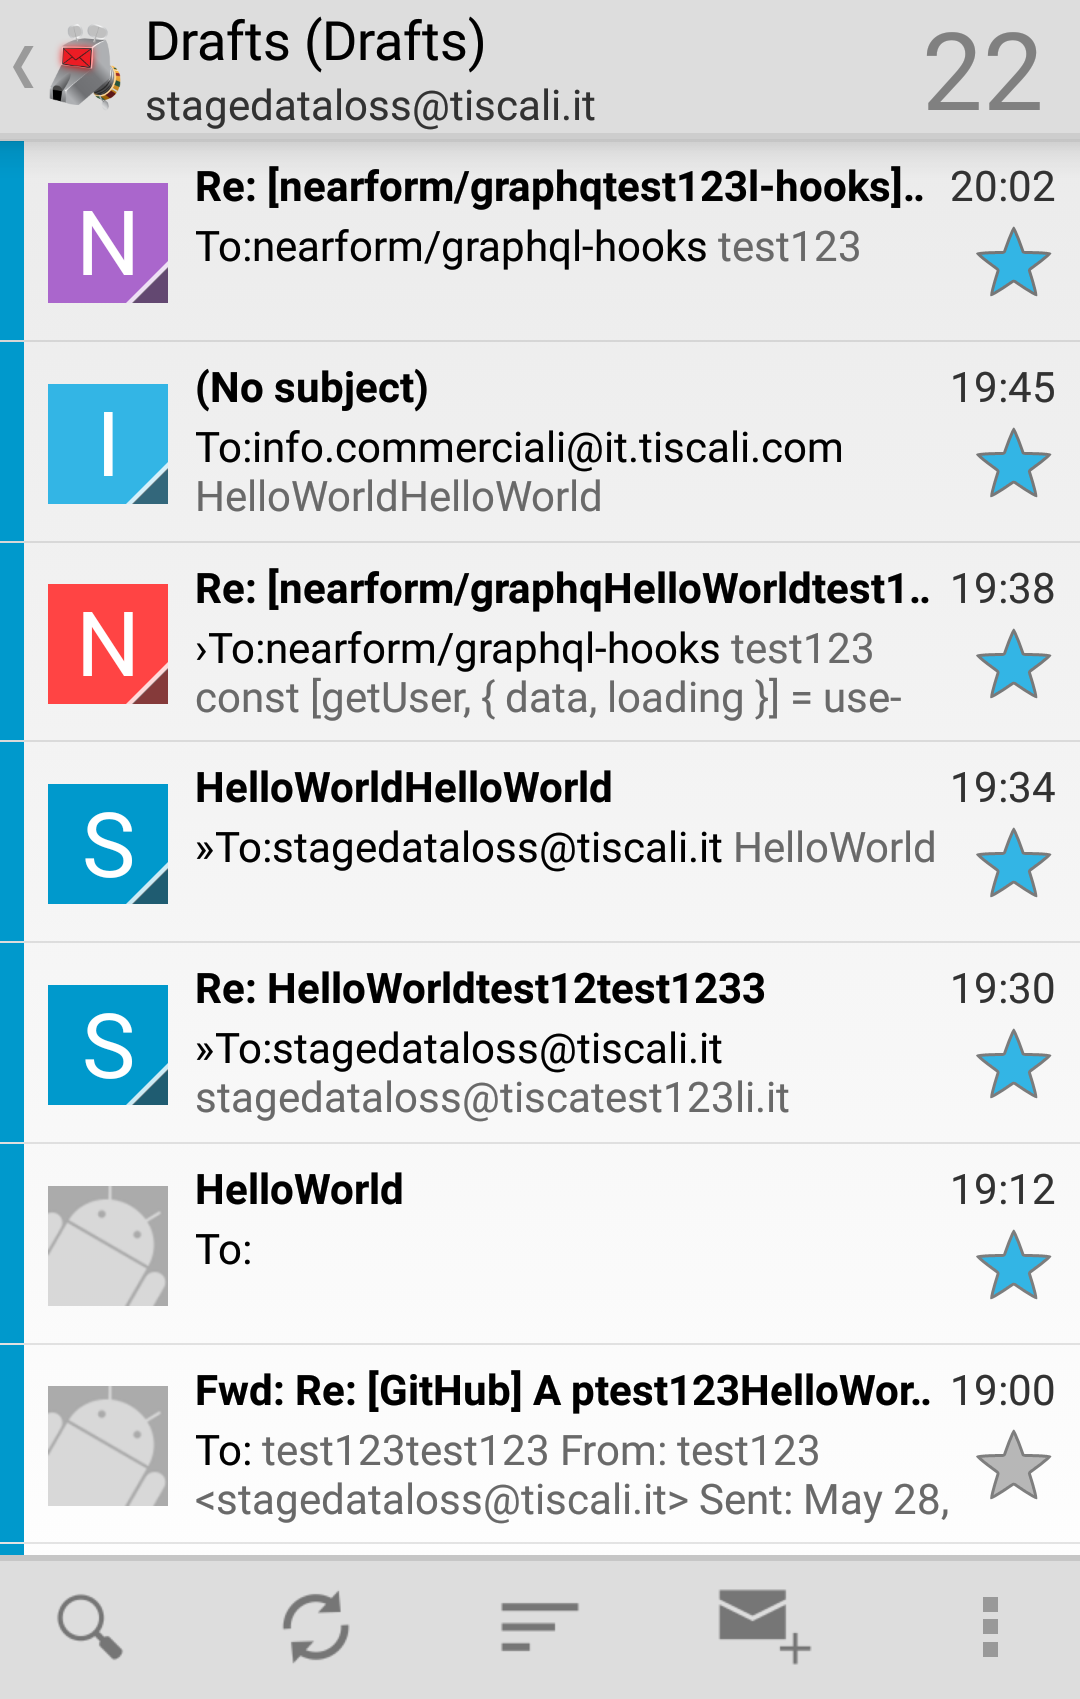 Drafts (Drafts)
stagedataloss@tiscali.it
22
Re: [nearform/graphqtest123l-hooks]..
20:02
To:nearform/graphql-hooks test123
N
(No subject)
19:45
To:info.commerciali@it.tiscali.com
HelloWorldHelloWorld
I
Re: [nearform/graphqHelloWorldtest1..
19:38
›To:nearform/graphql-hooks test123
const [getUser, { data, loading }] = use-
N
HelloWorldHelloWorld
19:34
»To:stagedataloss@tiscali.it HelloWorld
S
Re: HelloWorldtest12test1233
19:30
»To:stagedataloss@tiscali.it
stagedataloss@tiscatest123li.it
S
HelloWorld
19:12
To:
Fwd: Re: [GitHub] A ptest123HelloWor..
19:00
To: test123test123 From: test123
<stagedataloss@tiscali.it> Sent: May 28,